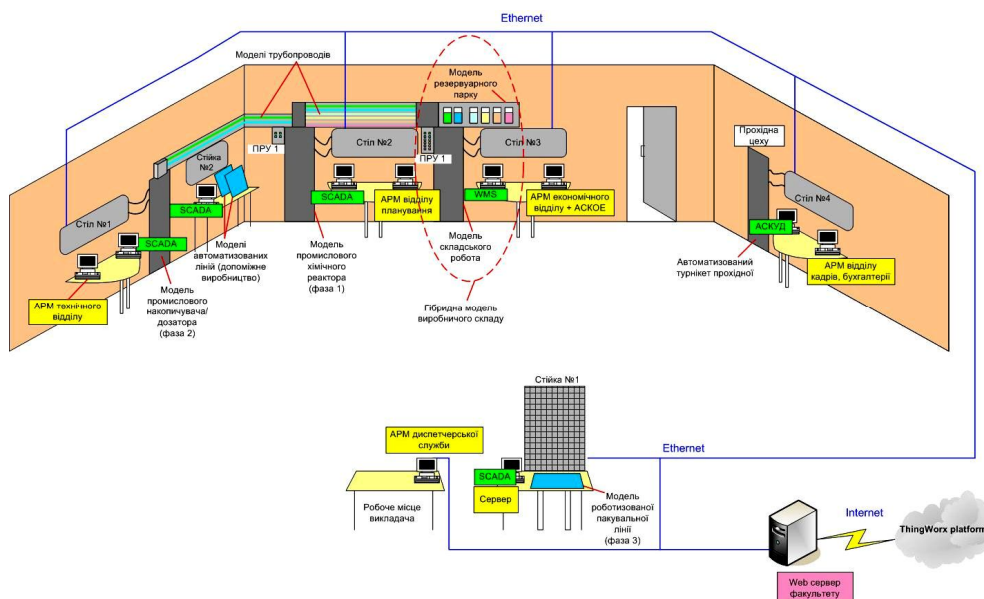 Ethernet
Моделі трубопроводів
Модель
резервуарного
парку
Прохідна
цеху
ПРУ 1
Стіл №2
ПРУ 1
Стіл №3
Стійка
№2
SCADA
SCADA
АРМ відділу
планування
WMS
АРМ економічного
відділу + АСКОЕ
Стіл №4
Стіл №1
SCADA
АСКУД
Моделі
автоматизованих
ліній (допоміжне
виробництво)
Модель
промислового
хімічного
реактора
(фаза 1)
Модель
складського
робота
Автоматизований
турнікет прохідної
АРМ відділу
кадрів, бухгалтерії
АРМ технічного
відділу
Модель
промислового
накопичувача/
дозатора
(фаза 2)
Гібридна модель
виробничого складу
Стійка №1
АРМ диспетчерської
служби
Ethernet
SCADA
Сервер
Робоче місце
викладача
Модель
роботизованої
пакувальної
лінії
(фаза 3)
Internet
ThingWorx platform
Web сервер
факультету